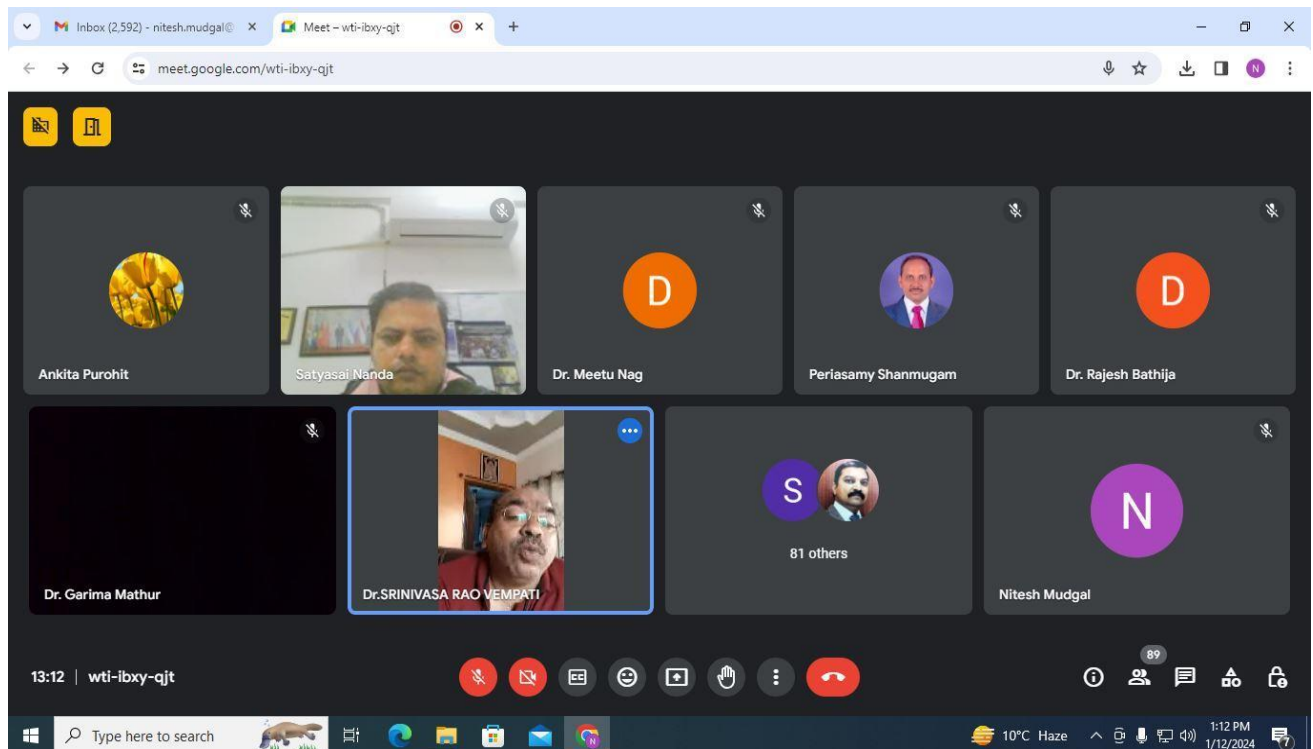 Inbox (2,592) - nitesh.mudgal@
Meet – wti-ibxy-qjt
meet.google.com/wti-ibxy-qjt
N
Ankita Purohit
Satyasai Nanda
D
Dr. Meetu Nag
Periasamy Shanmugam
D
Dr. Rajesh Bathija
Dr. Garima Mathur
Dr.SRINIVASA RAO VEMPATI
S
81 others
N
Nitesh Mudgal
13:12 | wti-ibxy-qjt
CC
89
Type here to search
N
10°C Haze
1:12 PM
1/12/2024
7